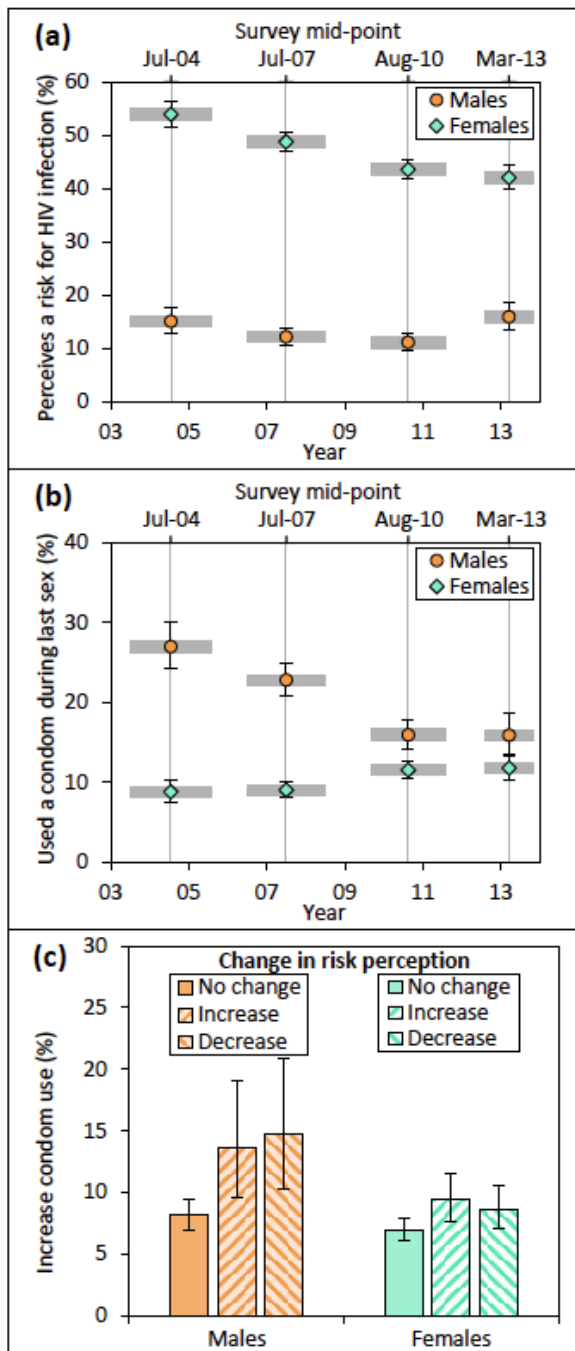 (a)
Survey mid-point
Jul-04 Jul-07 Aug-10 Mar-13
Perceives a risk for HIV infection (%)
60
50
40
30
20
10
0
Males
Females
03 05 07 09 11 13
Year
(b)
Survey mid-point
Jul-04 Jul-07 Aug-10 Mar-13
Used a condom during last sex (%)
40
30
20
10
0
Males
Females
03 05 07 09 11 13
Year
(c)
Change in risk perception
Increase condom use (%)
30
25
20
15
10
5
0
No change
Increase
Decrease
No change
Increase
Decrease
Males Females